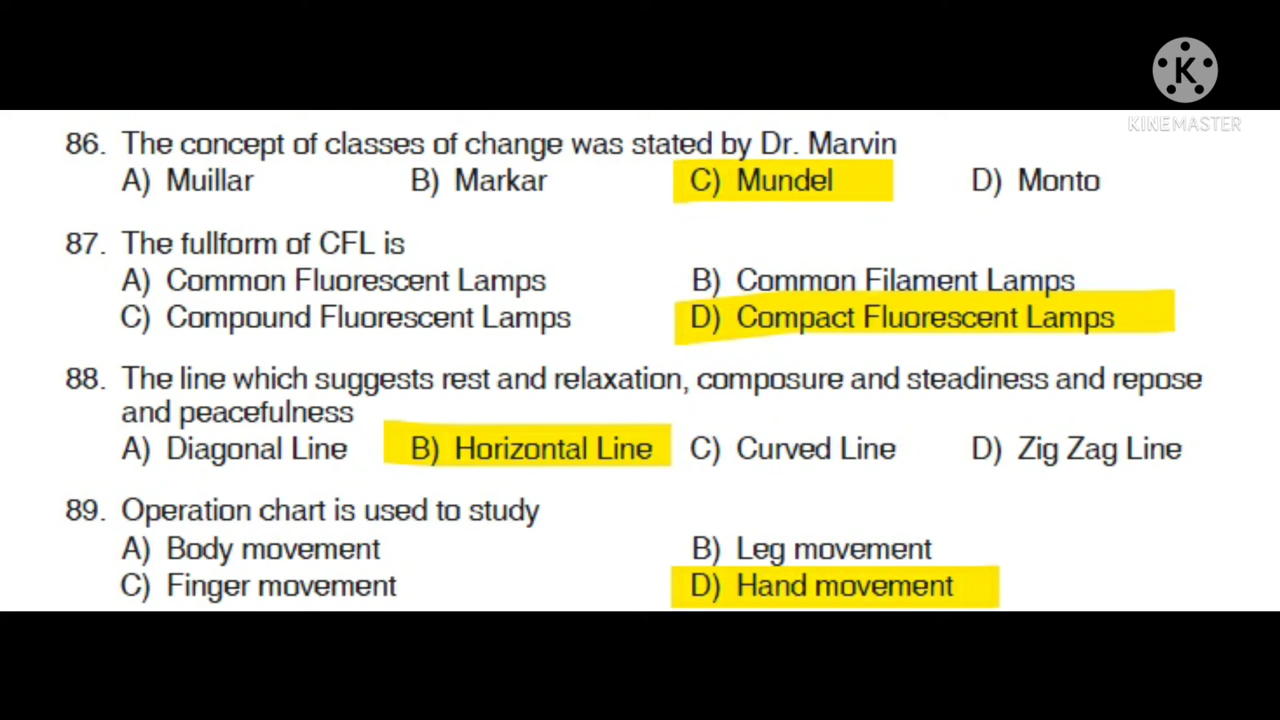 K
KINEMASTER
86. The concept of classes of change was stated by Dr. Marvin
A) Muillar B) Markar C) Mundel D) Monto
87. The fullform of CFL is
A) Common Fluorescent Lamps B) Common Filament Lamps
C) Compound Fluorescent Lamps D) Compact Fluorescent Lamps
88. The line which suggests rest and relaxation, composure and steadiness and repose
and peacefulness
A) Diagonal Line B) Horizontal Line C) Curved Line D) Zig Zag Line
89. Operation chart is used to study
A) Body movement B) Leg movement
C) Finger movement D) Hand movement